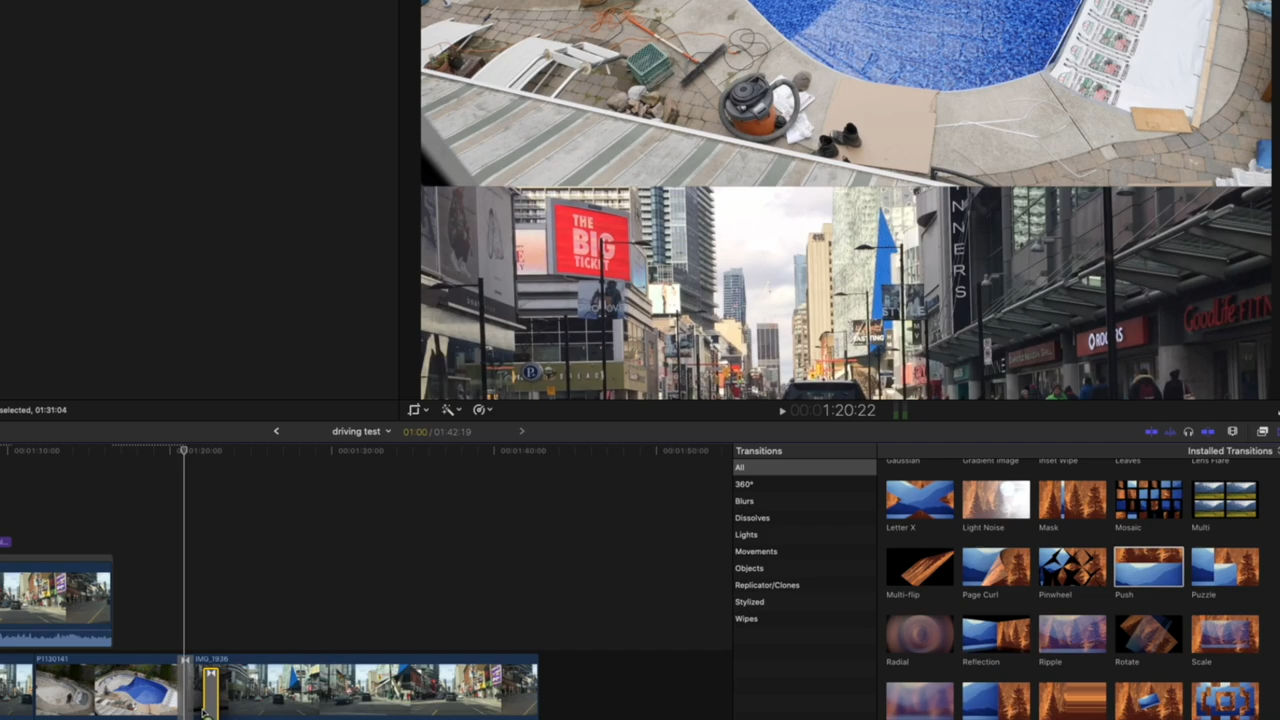 THE
BIG
TICKET
STYLE
NNERS
ROGERS
GoodLife FIT
selected, 01:31:04
00:01:20:22
driving test
01:00 / 01:42:19
00:01:10:00
00:01:20:00
00:01:30:00
00:01:40:00
00:01:50:00
Transitions
Installed Transitions
All
360°
Blurs
Dissolves
Lights
Movements
Objects
Replicator/Clones
Stylized
Wipes
Gaussian
Gradient Image
Inset Wipe
Leaves
Lens Flare
Letter X
Light Noise
Mask
Mosaic
Multi
Multi-flip
Page Curl
Pinwheel
Push
Puzzle
Radial
Reflection
Ripple
Rotate
Scale
P1130141
IMG_1936